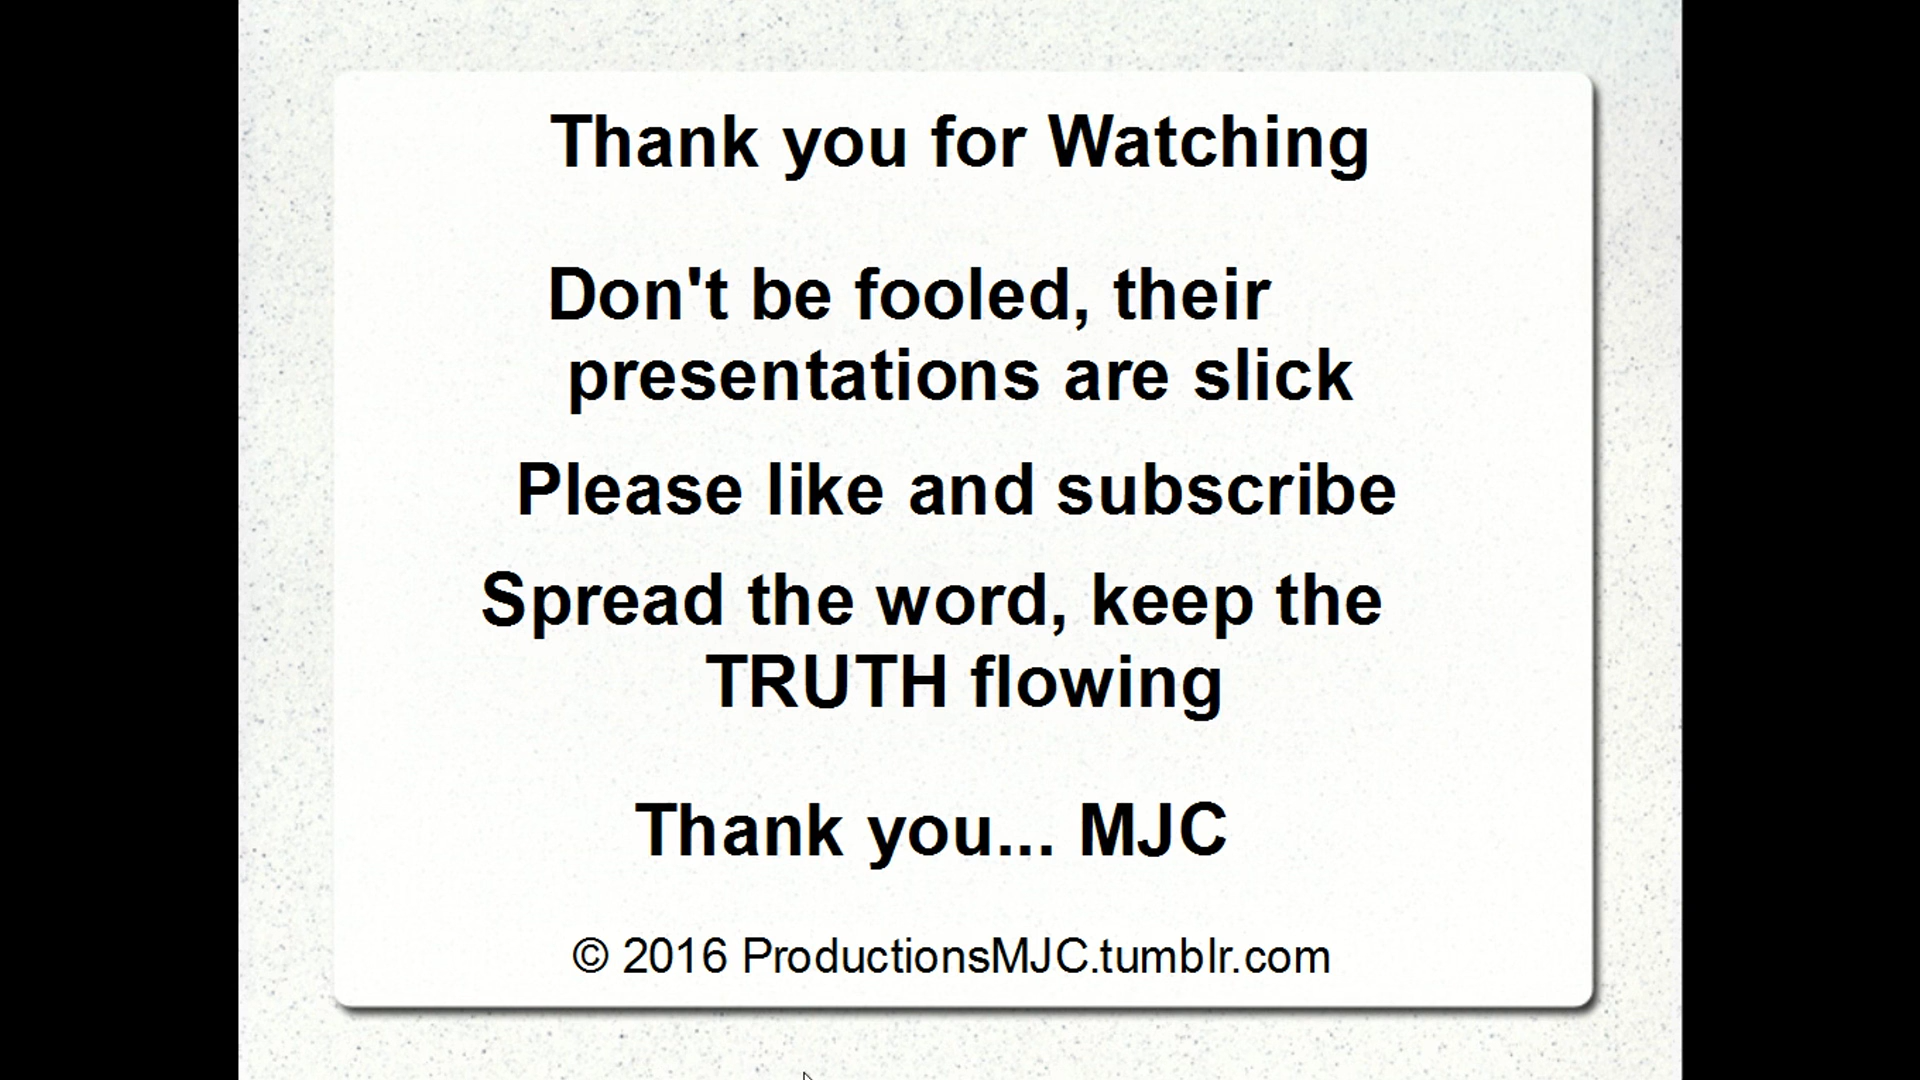 Thank you for Watching
Don't be fooled, their
presentations are slick
Please like and subscribe
Spread the word, keep the
TRUTH flowing
Thank you... MJC
© 2016 ProductionsMJC.tumblr.com